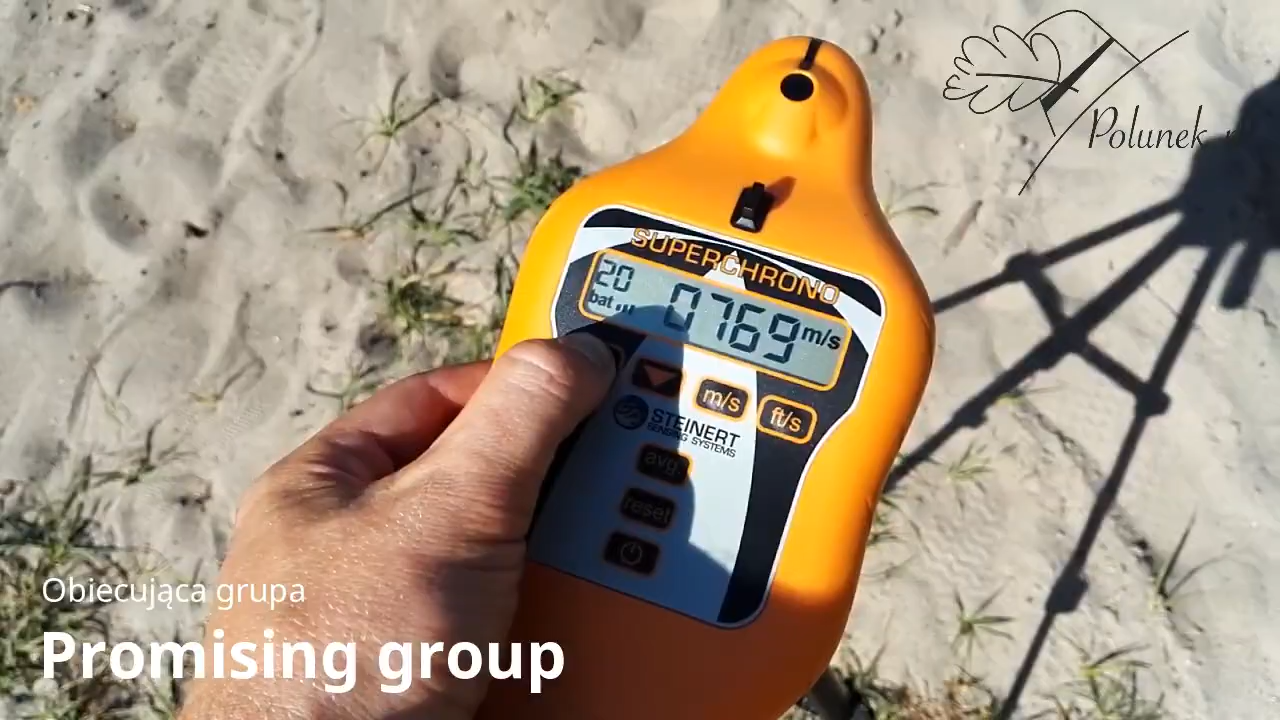 Polunek
SUPERCHRONO
20
bat
0769 m/s
m/s
ft/s
STEINERT
SENSING SYSTEMS
avg.
reset
Obiecująca grupa
Promising group